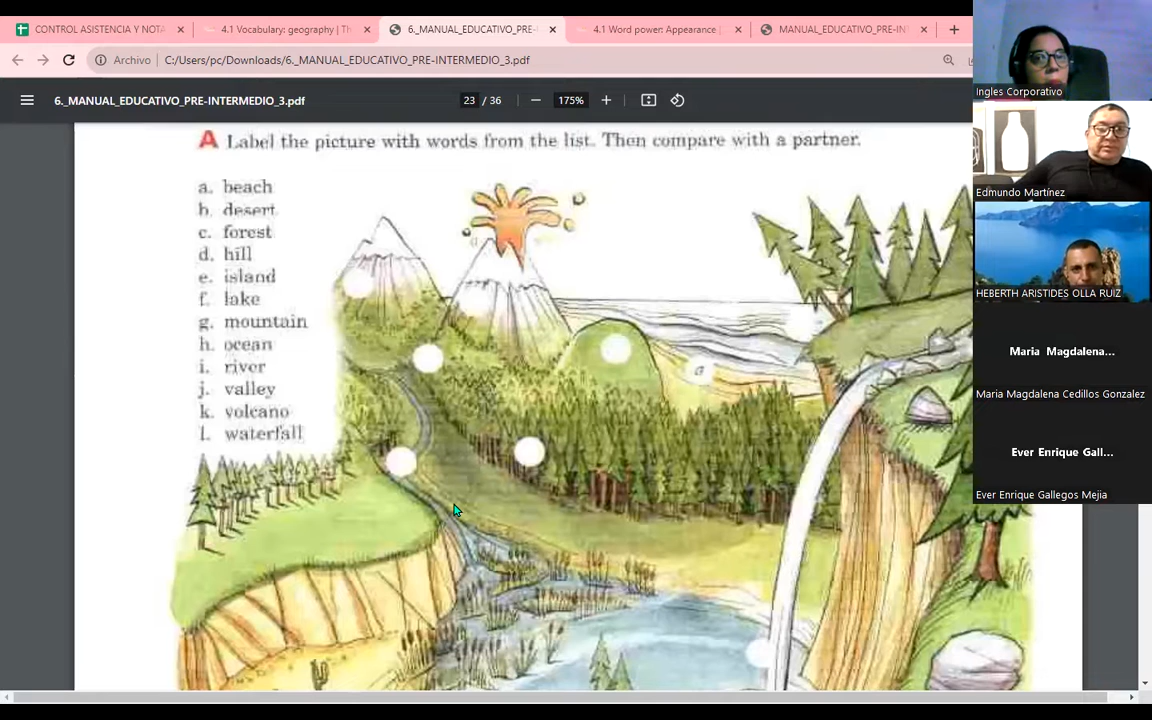 CONTROL ASISTENCIA Y NOTA
4.1 Vocabulary: geography | Th
6._MANUAL_EDUCATIVO_PRE-
4.1 Word power: Appearance |
MANUAL_EDUCATIVO_PRE-IN
Archivo
C:/Users/pc/Downloads/6._MANUAL_EDUCATIVO_PRE-INTERMEDIO_3.pdf
6._MANUAL_EDUCATIVO_PRE-INTERMEDIO_3.pdf
23 / 36
175%
A Label the picture with words from the list. Then compare with a partner.
a. beach
b. desert
c. forest
d. hill
e. island
f. lake
g. mountain
h. ocean
i. river
j. valley
k. volcano
l. waterfall
a
Ingles Corporativo
Edmundo Martínez
HEBERTH ARISTIDES OLLA RUIZ
Maria Magdalena...
Maria Magdalena Cedillos Gonzalez
Ever Enrique Gall...
Ever Enrique Gallegos Mejia